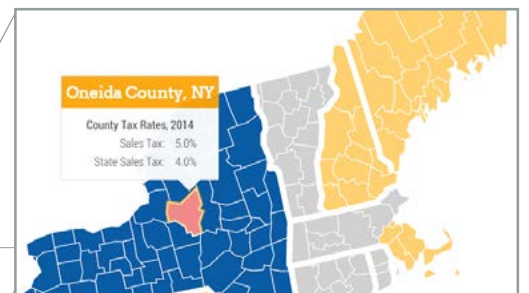 Oneida County, NY
County Tax Rates, 2014
Sales Tax: 5.0%
State Sales Tax: 4.0%